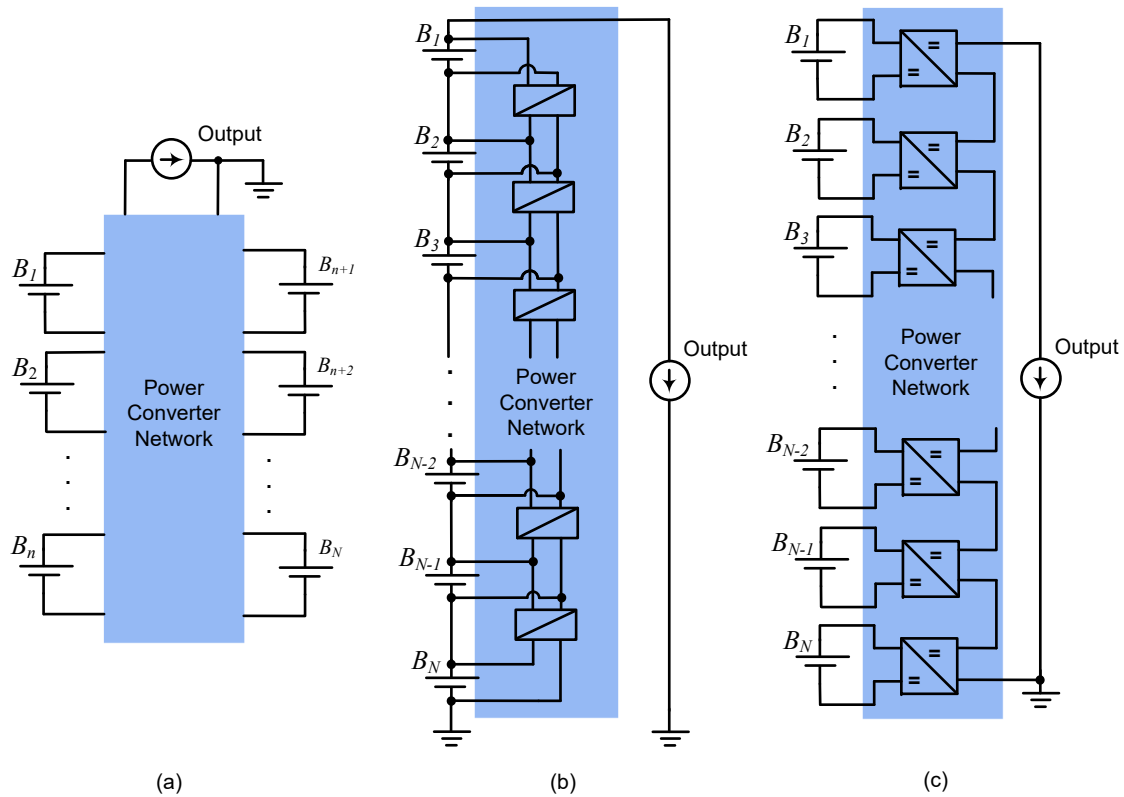 Output
B1
Bn+1
B2
Bn+2
Power
Converter
Network
. . .
. . .
Bn
BN
(a)
B1
B2
B3
Output
. . .
Power
Converter
Network
BN-2
BN-1
BN
(b)
B1
=
=
B2
=
=
B3
=
=
Power
Converter
Network
Output
. . .
BN-2
=
=
BN-1
=
=
BN
=
=
(c)